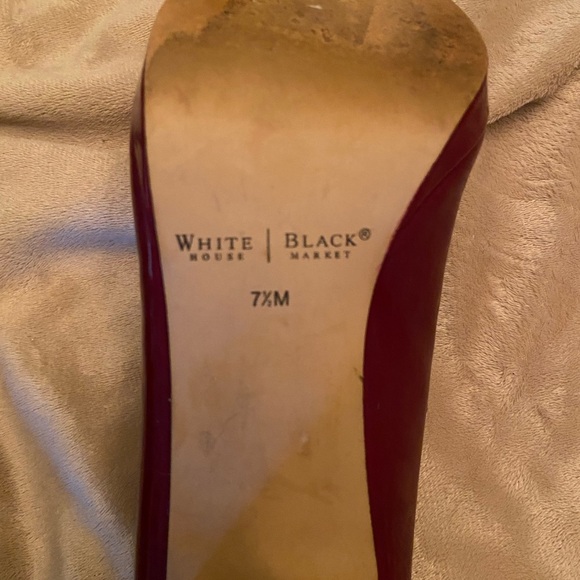 WHITE | BLACK®
HOUSE | MARKET
7½M